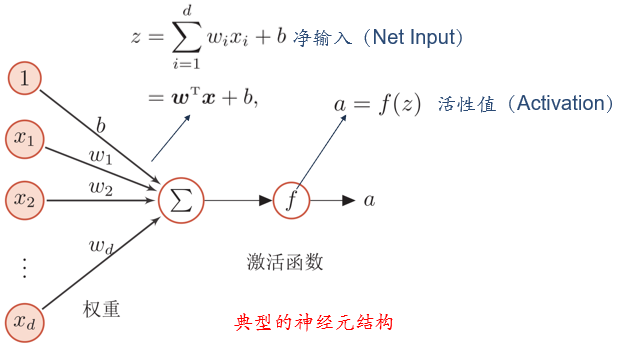 z = \sum_{i=1}^{d} w_i x_i + b 净输入（Net Input）
= w^T x + b,
a = f(z) 活性值（Activation）
1
b
x_1
w_1
x_2
w_2
∑
f
a
w_d
⋮
激活函数
x_d
权重
典型的神经元结构